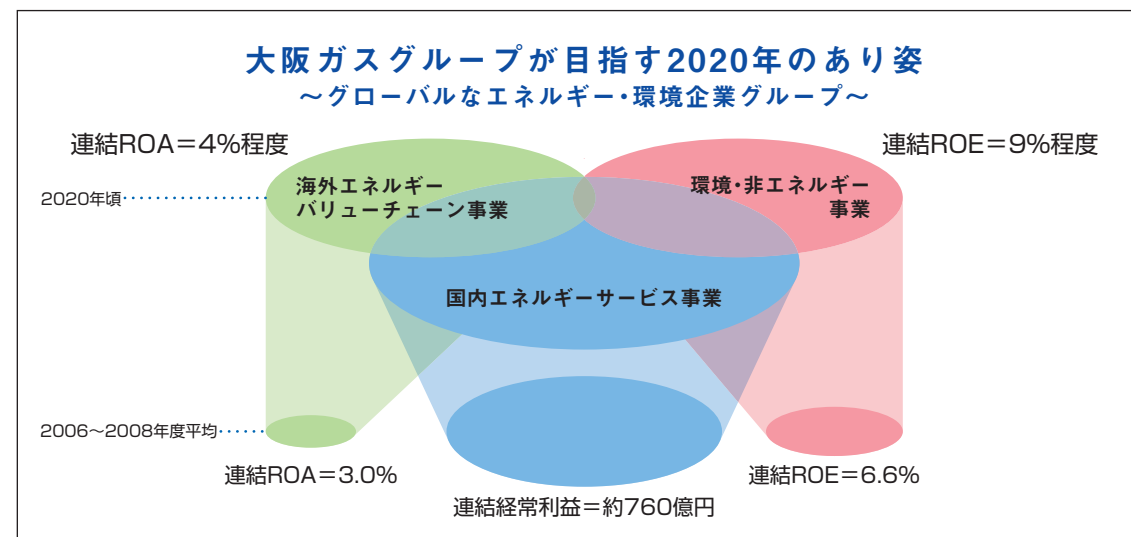 大阪ガスグループが目指す2020年のあり姿
～グローバルなエネルギー・環境企業グループ～
連結ROA＝4%程度
連結ROE＝9%程度
2020年頃
海外エネルギー
バリューチェーン事業
環境・非エネルギー
事業
国内エネルギーサービス事業
2006～2008年度平均
連結ROA＝3.0%
連結ROE＝6.6%
連結経常利益＝約760億円